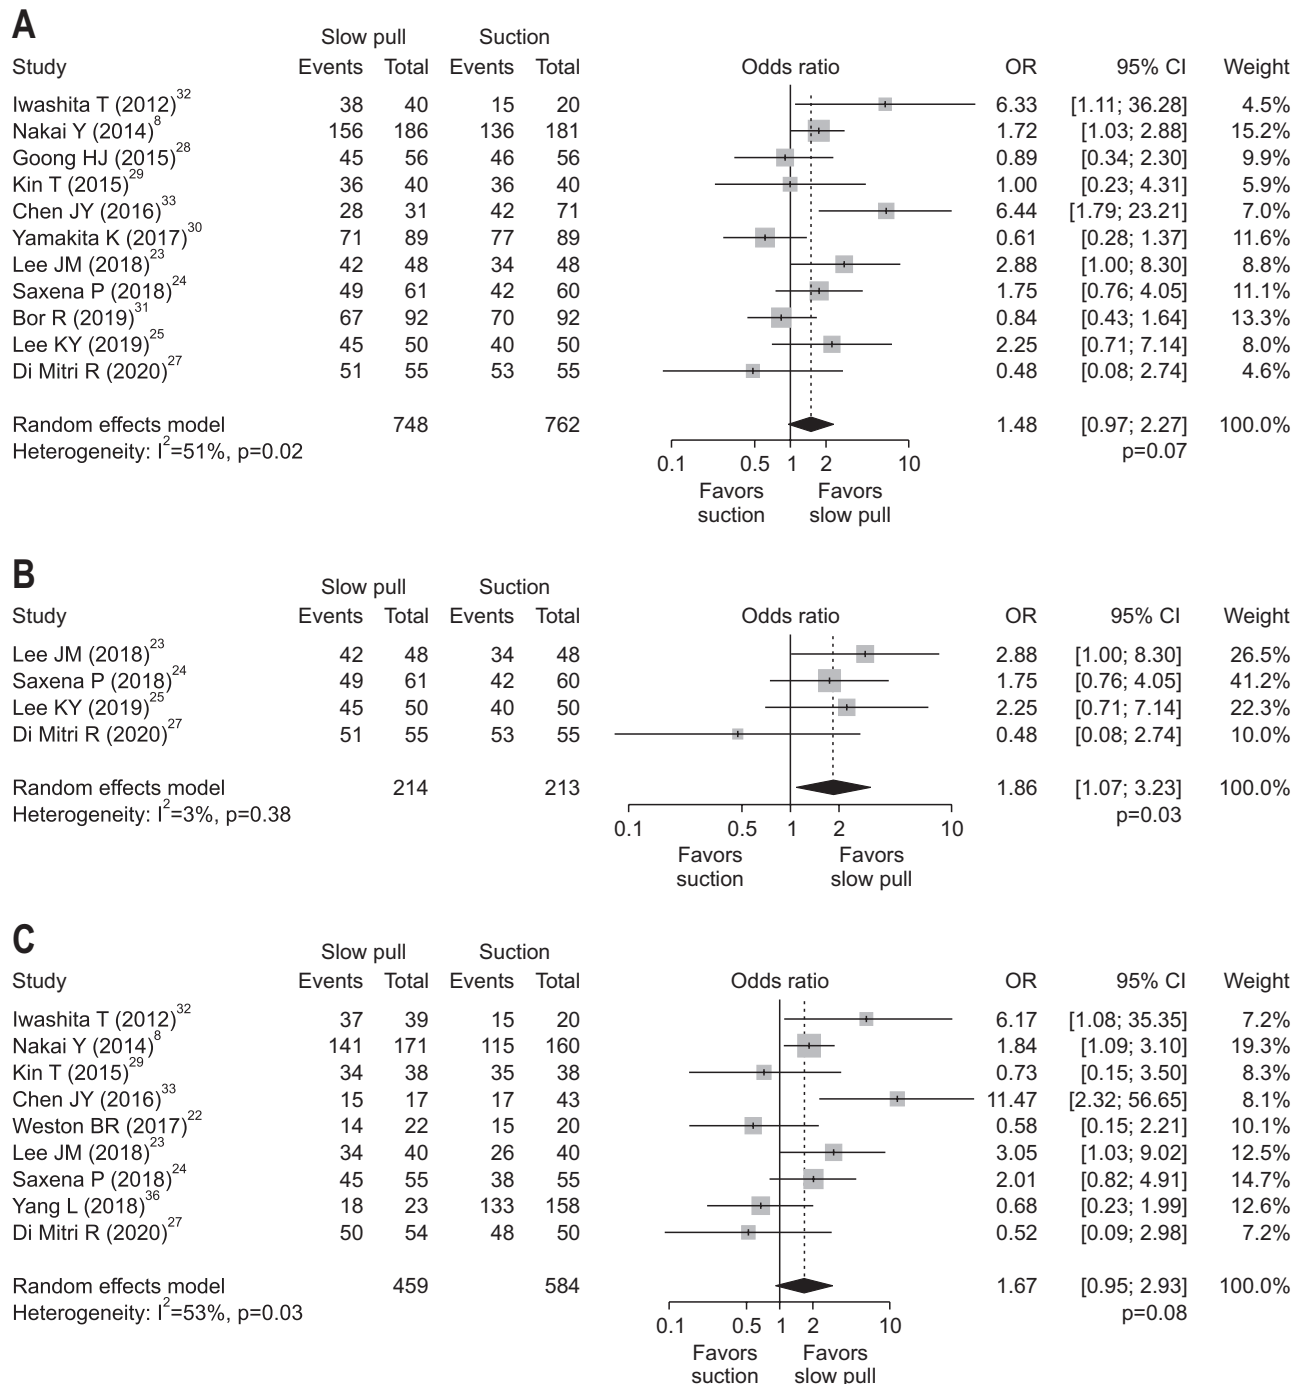 A
Slow pull Suction
Study Events Total Events Total Odds ratio OR 95% CI Weight
Iwashita T (2012)32 38 40 15 20 6.33 [1.11; 36.28] 4.5%
Nakai Y (2014)8 156 186 136 181 1.72 [1.03; 2.88] 15.2%
Goong HJ (2015)28 45 56 46 56 0.89 [0.34; 2.30] 9.9%
Kin T (2015)29 36 40 36 40 1.00 [0.23; 4.31] 5.9%
Chen JY (2016)33 28 31 42 71 6.44 [1.79; 23.21] 7.0%
Yamakita K (2017)30 71 89 77 89 0.61 [0.28; 1.37] 11.6%
Lee JM (2018)23 42 48 34 48 2.88 [1.00; 8.30] 8.8%
Saxena P (2018)24 49 61 42 60 1.75 [0.76; 4.05] 11.1%
Bor R (2019)31 67 92 70 92 0.84 [0.43; 1.64] 13.3%
Lee KY (2019)25 45 50 40 50 2.25 [0.71; 7.14] 8.0%
Di Mitri R (2020)27 51 55 53 55 0.48 [0.08; 2.74] 4.6%
Random effects model 748 762 1.48 [0.97; 2.27] 100.0%
Heterogeneity: I2=51%, p=0.02 p=0.07
0.1 0.5 1 2 10
Favors Favors
suction slow pull
B
Slow pull Suction
Study Events Total Events Total Odds ratio OR 95% CI Weight
Lee JM (2018)23 42 48 34 48 2.88 [1.00; 8.30] 26.5%
Saxena P (2018)24 49 61 42 60 1.75 [0.76; 4.05] 41.2%
Lee KY (2019)25 45 50 40 50 2.25 [0.71; 7.14] 22.3%
Di Mitri R (2020)27 51 55 53 55 0.48 [0.08; 2.74] 10.0%
Random effects model 214 213 1.86 [1.07; 3.23] 100.0%
Heterogeneity: I2=3%, p=0.38 p=0.03
0.1 0.5 1 2 10
Favors Favors
suction slow pull
C
Slow pull Suction
Study Events Total Events Total Odds ratio OR 95% CI Weight
Iwashita T (2012)32 37 39 15 20 6.17 [1.08; 35.35] 7.2%
Nakai Y (2014)8 141 171 115 160 1.84 [1.09; 3.10] 19.3%
Kin T (2015)29 34 38 35 38 0.73 [0.15; 3.50] 8.3%
Chen JY (2016)33 15 17 17 43 11.47 [2.32; 56.65] 8.1%
Weston BR (2017)22 14 22 15 20 0.58 [0.15; 2.21] 10.1%
Lee JM (2018)23 34 40 26 40 3.05 [1.03; 9.02] 12.5%
Saxena P (2018)24 45 55 38 55 2.01 [0.82; 4.91] 14.7%
Yang L (2018)36 18 23 133 158 0.68 [0.23; 1.99] 12.6%
Di Mitri R (2020)27 50 54 48 50 0.52 [0.09; 2.98] 7.2%
Random effects model 459 584 1.67 [0.95; 2.93] 100.0%
Heterogeneity: I2=53%, p=0.03 p=0.08
0.1 0.5 1 2 10
Favors Favors
suction slow pull